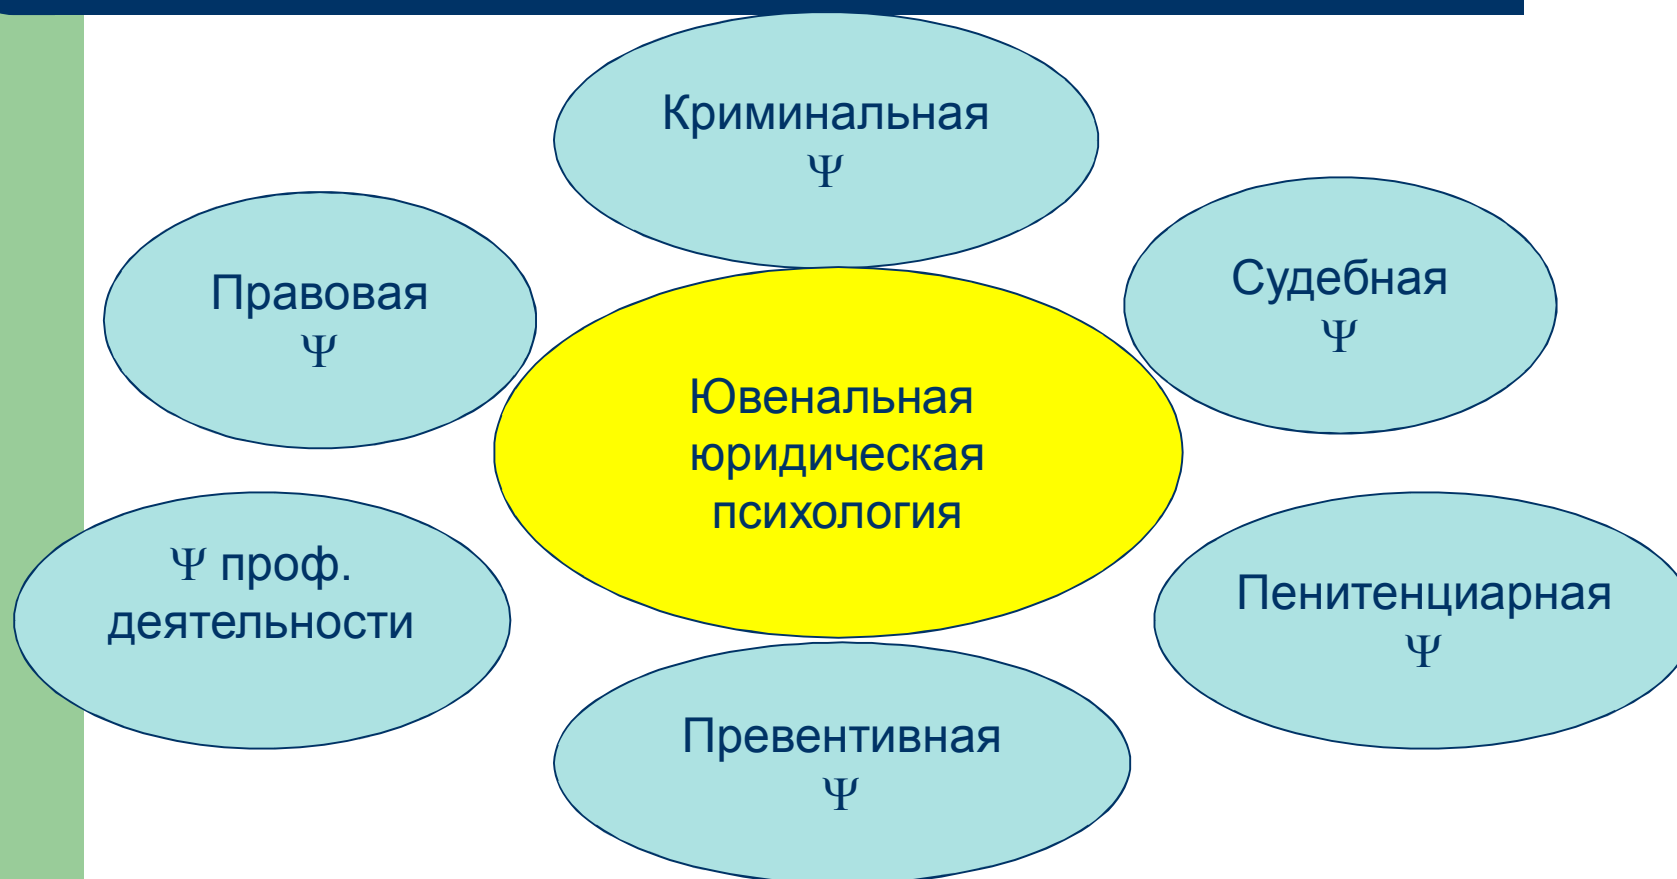 Криминальная
Ψ
Правовая
Ψ
Судебная
Ψ
Ювенальная
юридическая
психология
Ψ проф.
деятельности
Пенитенциарная
Ψ
Превентивная
Ψ